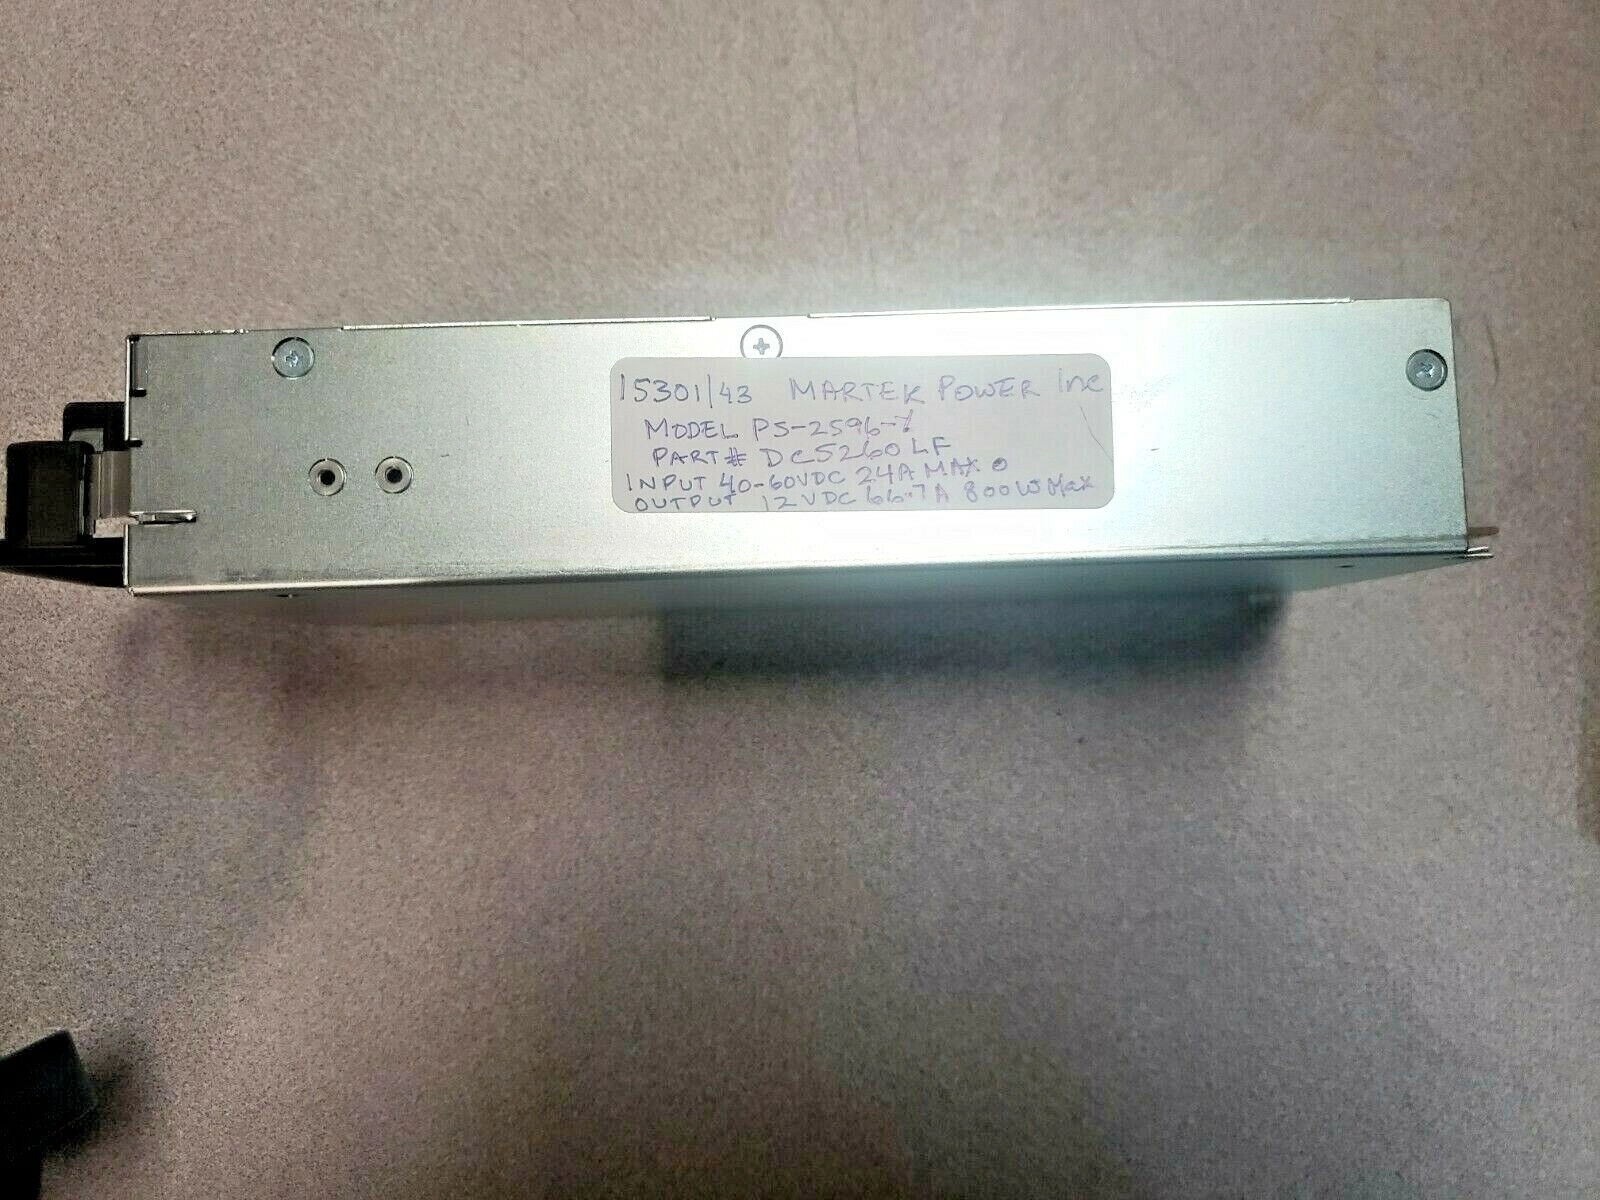 15301/43 MARTEK POWER Inc
MODEL PS-2596-1
PART# DC5260LF
INPUT 40-60VDC 24A MAX
OUTPUT 12VDC 66.7A 800W Max